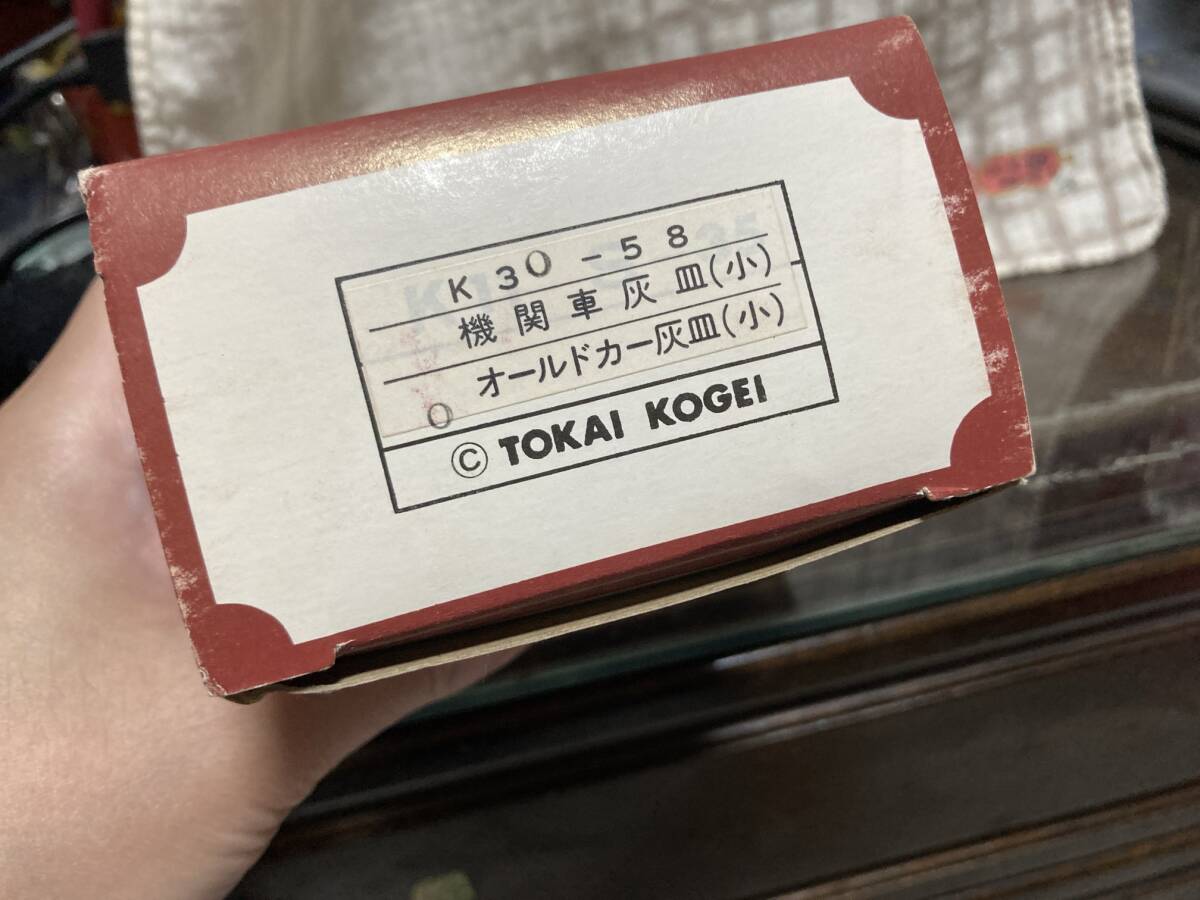 K30-58
機関車灰皿(小)
オールドカー灰皿(小)
○
© TOKAI KOGEI